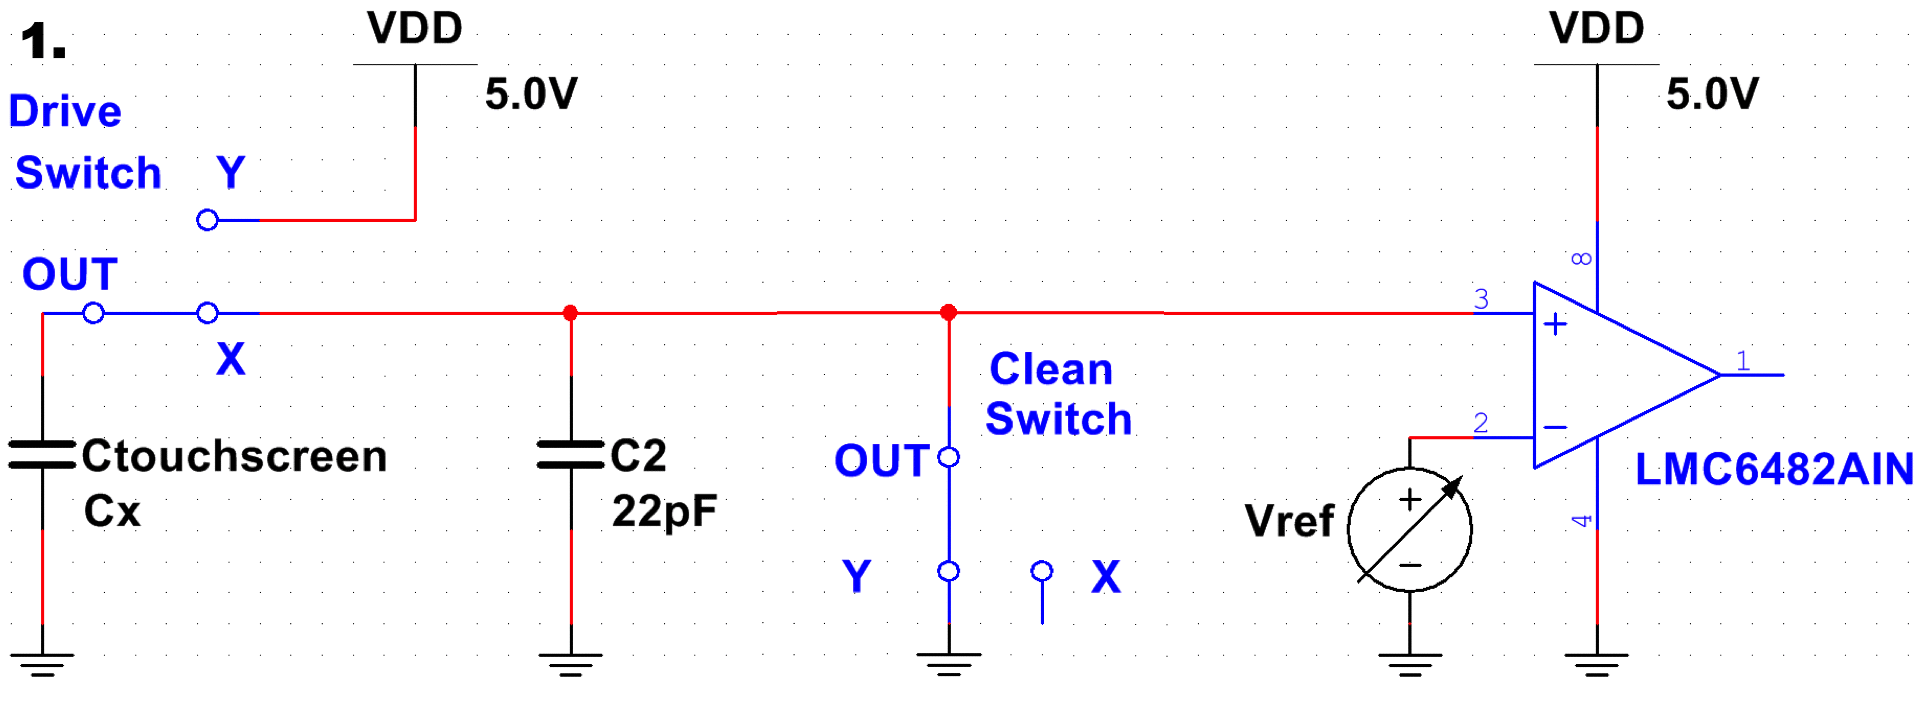 1.
VDD
5.0V
Drive
Switch
Y
OUT
X
Ctouchscreen
Cx
C2
22pF
Clean
Switch
OUT
Y
X
Vref
+
−
VDD
5.0V
8
3
+
2
−
1
4
LMC6482AIN